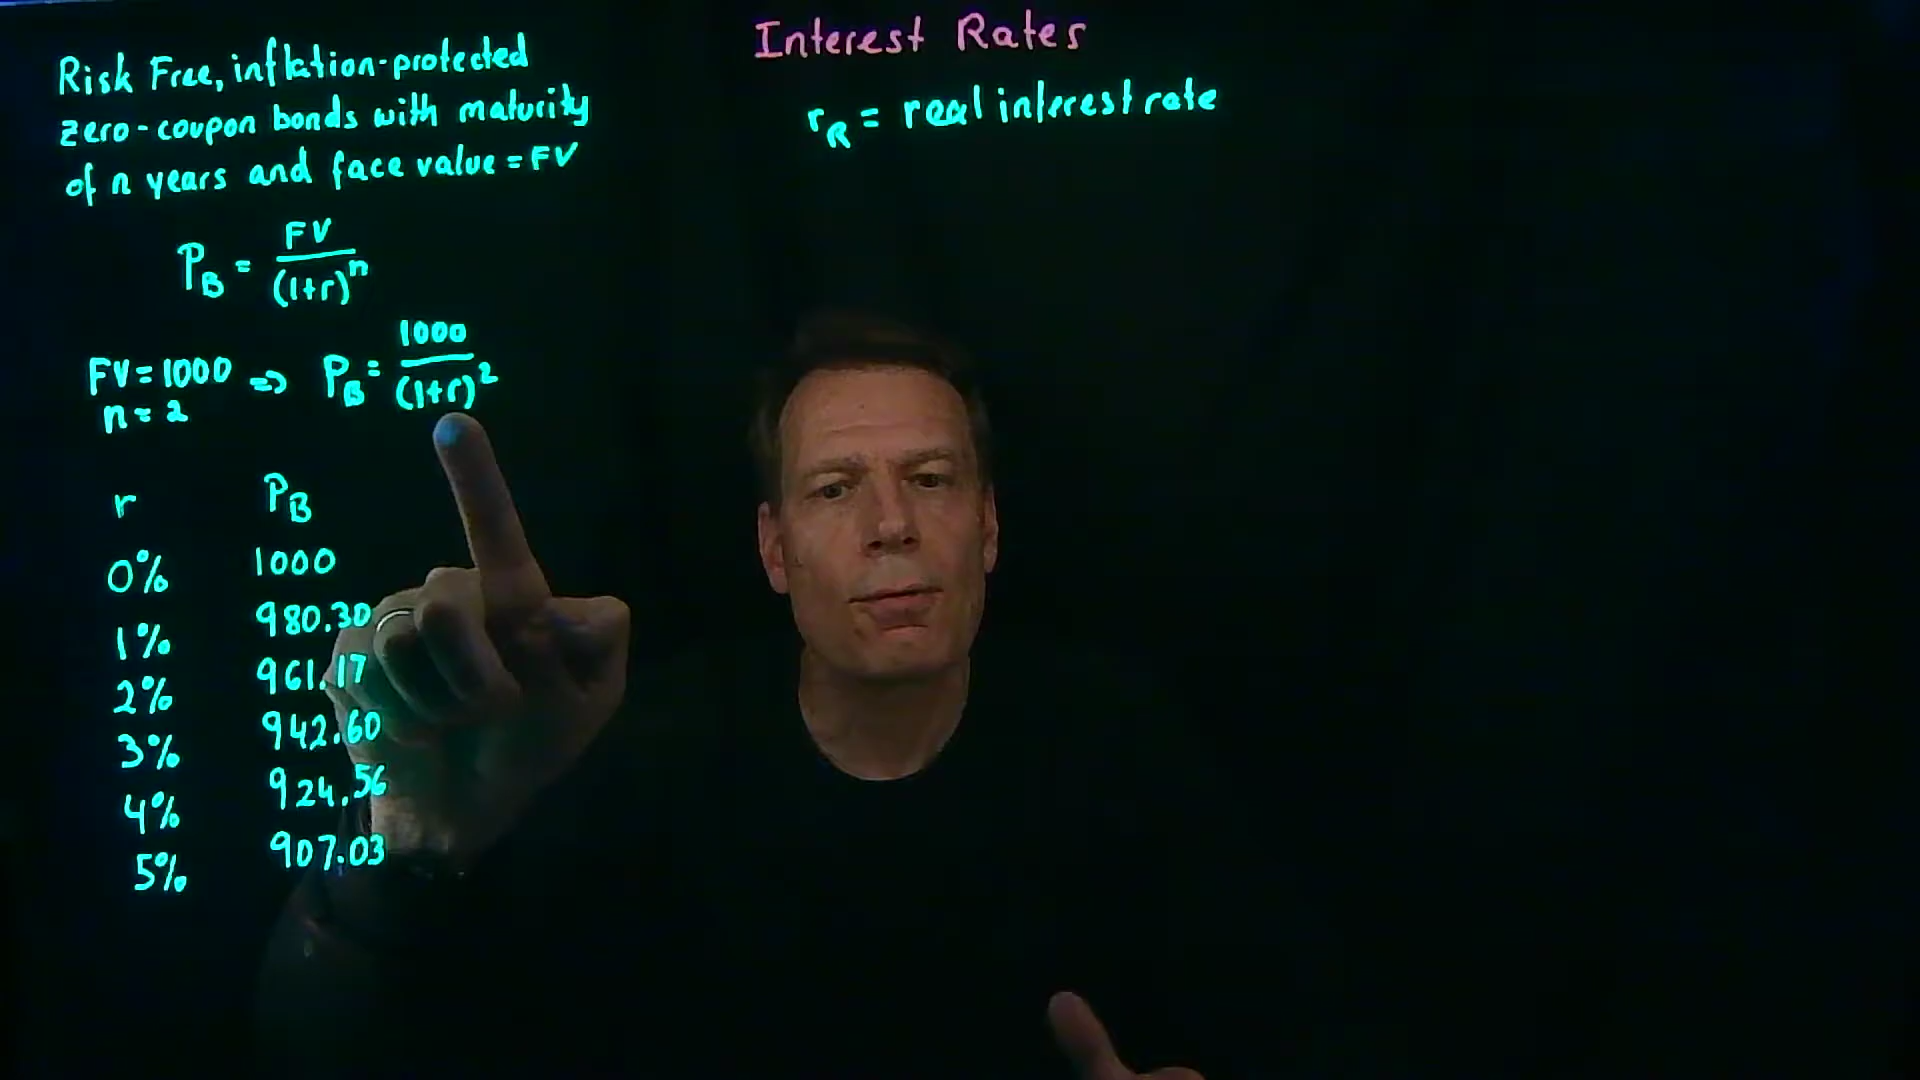 Interest Rates
Risk Free, inflation-protected
zero-coupon bonds with maturity
of n years and face value = FV
r_R = real interest rate
P_B = FV / (1+r)^n
FV = 1000 => P_B = 1000 / (1+r)^2
n = 2
r P_B
0% 1000
1% 980.30
2% 961.17
3% 942.60
4% 924.56
5% 907.03